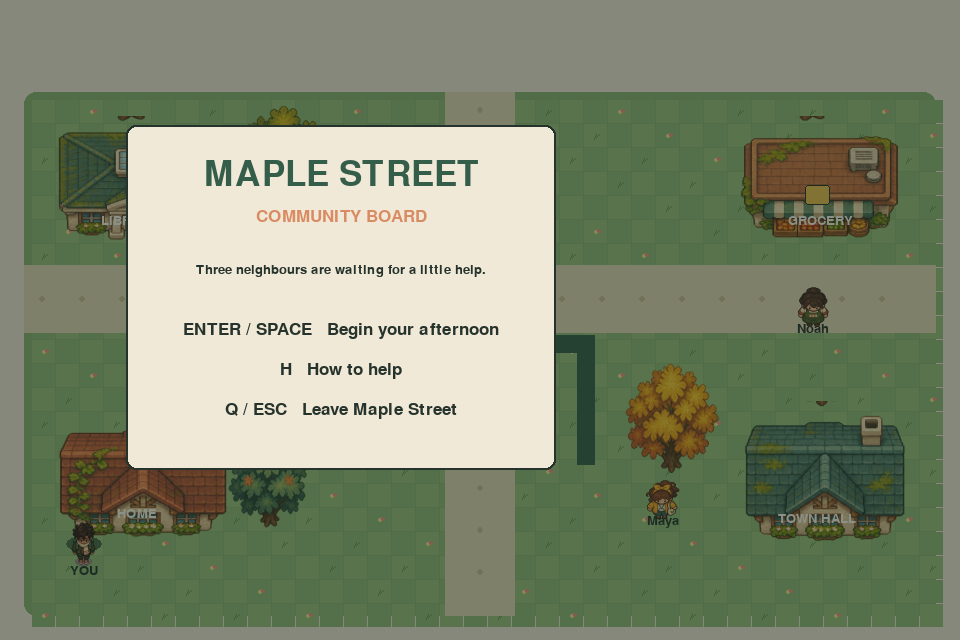 MAPLE STREET
COMMUNITY BOARD
Three neighbours are waiting for a little help.
ENTER / SPACE Begin your afternoon
H How to help
Q / ESC Leave Maple Street
GROCERY
Noah
HOME
YOU
Maya
TOWN HALL